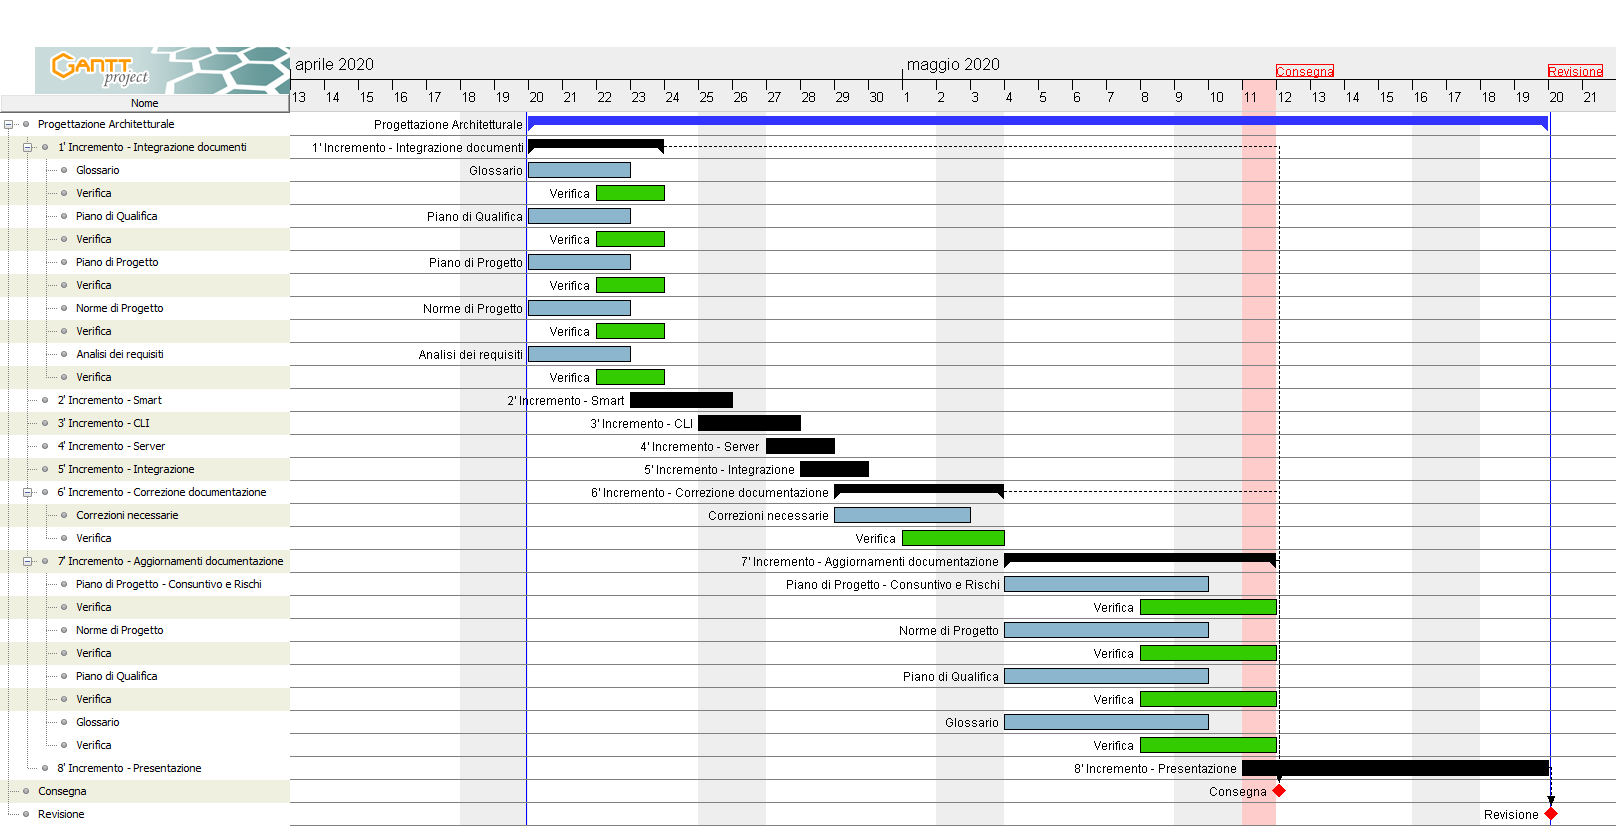 GANTT project
aprile 2020 maggio 2020
Consegna Revisione
13 14 15 16 17 18 19 20 21 22 23 24 25 26 27 28 29 30 1 2 3 4 5 6 7 8 9 10 11 12 13 14 15 16 17 18 19 20 21
Nome
Progettazione Architetturale Progettazione Architetturale
1' Incremento - Integrazione documenti 1' Incremento - Integrazione documenti
Glossario Glossario
Verifica Verifica
Piano di Qualifica Piano di Qualifica
Verifica Verifica
Piano di Progetto Piano di Progetto
Verifica Verifica
Norme di Progetto Norme di Progetto
Verifica Verifica
Analisi dei requisiti Analisi dei requisiti
Verifica Verifica
2' Incremento - Smart 2' Incremento - Smart
3' Incremento - CLI 3' Incremento - CLI
4' Incremento - Server 4' Incremento - Server
5' Incremento - Integrazione 5' Incremento - Integrazione
6' Incremento - Correzione documentazione 6' Incremento - Correzione documentazione
Correzioni necessarie Correzioni necessarie
Verifica Verifica
7' Incremento - Aggiornamenti documentazione 7' Incremento - Aggiornamenti documentazione
Piano di Progetto - Consuntivo e Rischi Piano di Progetto - Consuntivo e Rischi
Verifica Verifica
Norme di Progetto Norme di Progetto
Verifica Verifica
Piano di Qualifica Piano di Qualifica
Verifica Verifica
Glossario Glossario
Verifica Verifica
8' Incremento - Presentazione 8' Incremento - Presentazione
Consegna Consegna
Revisione Revisione